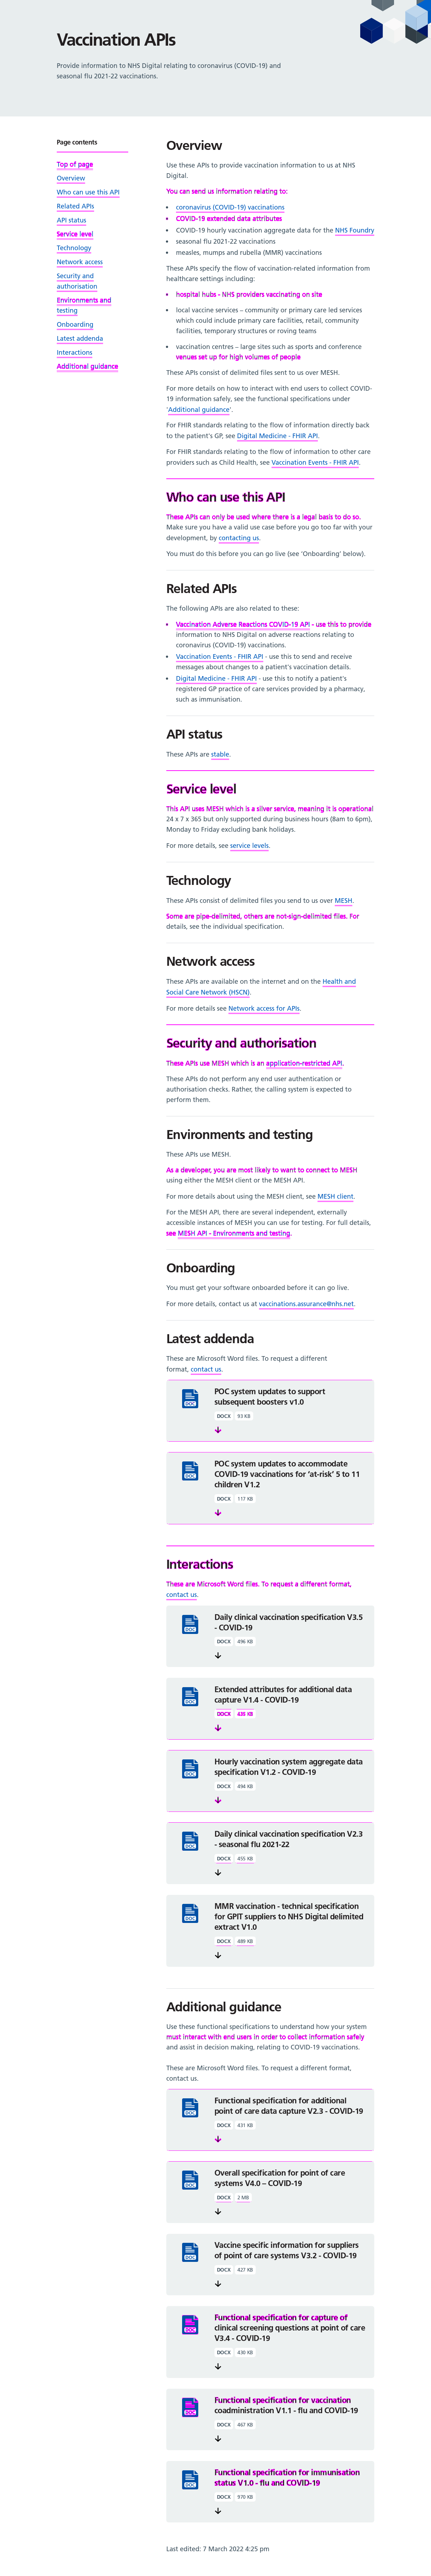 Vaccination APIs
Provide information to NHS Digital relating to coronavirus (COVID-19) and
seasonal flu 2021-22 vaccinations.
Page contents
Top of page
Overview
Who can use this API
Related APIs
API status
Service level
Technology
Network access
Security and
authorisation
Environments and
testing
Onboarding
Latest addenda
Interactions
Additional guidance
Overview
Use these APIs to provide vaccination information to us at NHS
Digital.
You can send us information relating to:
coronavirus (COVID-19) vaccinations
COVID-19 extended data attributes
COVID-19 hourly vaccination aggregate data for the NHS Foundry
seasonal flu 2021-22 vaccinations
measles, mumps and rubella (MMR) vaccinations
These APIs specify the flow of vaccination-related information from
healthcare settings including:
hospital hubs - NHS providers vaccinating on site
local vaccine services – community or primary care led services
which could include primary care facilities, retail, community
facilities, temporary structures or roving teams
vaccination centres – large sites such as sports and conference
venues set up for high volumes of people
These APIs consist of delimited files sent to us over MESH.
For more details on how to interact with end users to collect COVID-
19 information safely, see the functional specifications under
'Additional guidance'.
For FHIR standards relating to the flow of information directly back
to the patient's GP, see Digital Medicine - FHIR API.
For FHIR standards relating to the flow of information to other care
providers such as Child Health, see Vaccination Events - FHIR API.
Who can use this API
These APIs can only be used where there is a legal basis to do so.
Make sure you have a valid use case before you go too far with your
development, by contacting us.
You must do this before you can go live (see 'Onboarding' below).
Related APIs
The following APIs are also related to these:
Vaccination Adverse Reactions COVID-19 API - use this to provide
information to NHS Digital on adverse reactions relating to
coronavirus (COVID-19) vaccinations.
Vaccination Events - FHIR API - use this to send and receive
messages about changes to a patient's vaccination details.
Digital Medicine - FHIR API - use this to notify a patient's
registered GP practice of care services provided by a pharmacy,
such as immunisation.
API status
These APIs are stable.
Service level
This API uses MESH which is a silver service, meaning it is operational
24 x 7 x 365 but only supported during business hours (8am to 6pm),
Monday to Friday excluding bank holidays.
For more details, see service levels.
Technology
These APIs consist of delimited files you send to us over MESH.
Some are pipe-delimited, others are not-sign-delimited files. For
details, see the individual specification.
Network access
These APIs are available on the internet and on the Health and
Social Care Network (HSCN).
For more details see Network access for APIs.
Security and authorisation
These APIs use MESH which is an application-restricted API.
These APIs do not perform any end user authentication or
authorisation checks. Rather, the calling system is expected to
perform them.
Environments and testing
These APIs use MESH.
As a developer, you are most likely to want to connect to MESH
using either the MESH client or the MESH API.
For more details about using the MESH client, see MESH client.
For the MESH API, there are several independent, externally
accessible instances of MESH you can use for testing. For full details,
see MESH API - Environments and testing.
Onboarding
You must get your software onboarded before it can go live.
For more details, contact us at vaccinations.assurance@nhs.net.
Latest addenda
These are Microsoft Word files. To request a different
format, contact us.
POC system updates to support
subsequent boosters v1.0
DOC
DOCX 93 KB
POC system updates to accommodate
COVID-19 vaccinations for 'at-risk' 5 to 11
children V1.2
DOC
DOCX 117 KB
Interactions
These are Microsoft Word files. To request a different format,
contact us.
Daily clinical vaccination specification V3.5
- COVID-19
DOC
DOCX 496 KB
Extended attributes for additional data
capture V1.4 - COVID-19
DOC
DOCX 438 KB
Hourly vaccination system aggregate data
specification V1.2 - COVID-19
DOC
DOCX 494 KB
Daily clinical vaccination specification V2.3
- seasonal flu 2021-22
DOC
DOCX 455 KB
MMR vaccination - technical specification
for GPIT suppliers to NHS Digital delimited
extract V1.0
DOC
DOCX 489 KB
Additional guidance
Use these functional specifications to understand how your system
must interact with end users in order to collect information safely
and assist in decision making, relating to COVID-19 vaccinations.
These are Microsoft Word files. To request a different format,
contact us.
Functional specification for additional
point of care data capture V2.3 - COVID-19
DOC
DOCX 431 KB
Overall specification for point of care
systems V4.0 – COVID-19
DOC
DOCX 2 MB
Vaccine specific information for suppliers
of point of care systems V3.2 - COVID-19
DOC
DOCX 427 KB
Functional specification for capture of
clinical screening questions at point of care
V3.4 - COVID-19
DOC
DOCX 430 KB
Functional specification for vaccination
coadministration V1.1 - flu and COVID-19
DOC
DOCX 467 KB
Functional specification for immunisation
status V1.0 - flu and COVID-19
DOC
DOCX 970 KB
Last edited: 7 March 2022 4:25 pm